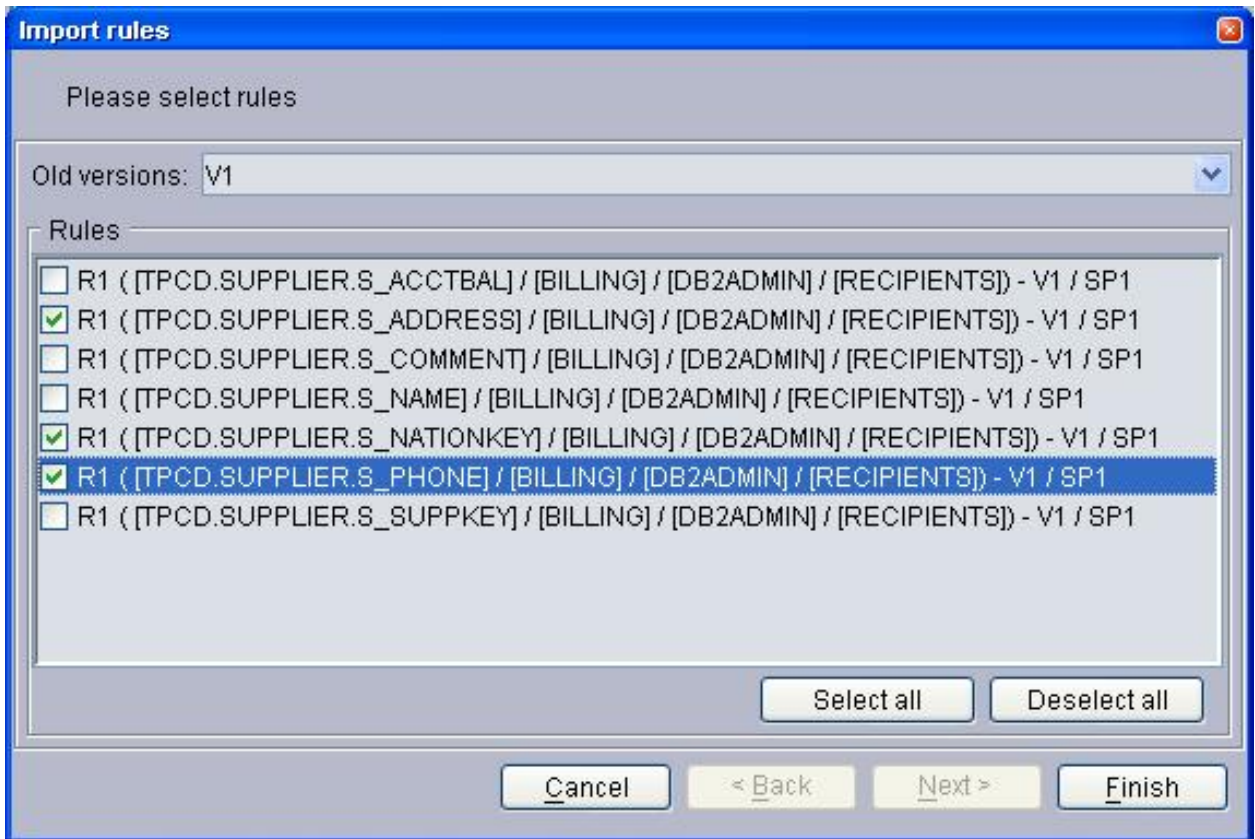 Import rules
Please select rules
Old versions: V1
Rules
R1 ( [TPCD.SUPPLIER.S_ACCTBAL] / [BILLING] / [DB2ADMIN] / [RECIPIENTS]) - V1 / SP1
R1 ( [TPCD.SUPPLIER.S_ADDRESS] / [BILLING] / [DB2ADMIN] / [RECIPIENTS]) - V1 / SP1
R1 ( [TPCD.SUPPLIER.S_COMMENT] / [BILLING] / [DB2ADMIN] / [RECIPIENTS]) - V1 / SP1
R1 ( [TPCD.SUPPLIER.S_NAME] / [BILLING] / [DB2ADMIN] / [RECIPIENTS]) - V1 / SP1
R1 ( [TPCD.SUPPLIER.S_NATIONKEY] / [BILLING] / [DB2ADMIN] / [RECIPIENTS]) - V1 / SP1
R1 ( [TPCD.SUPPLIER.S_PHONE] / [BILLING] / [DB2ADMIN] / [RECIPIENTS]) - V1 / SP1
R1 ( [TPCD.SUPPLIER.S_SUPPKEY] / [BILLING] / [DB2ADMIN] / [RECIPIENTS]) - V1 / SP1
Select all Deselect all
Cancel < Back Next > Finish